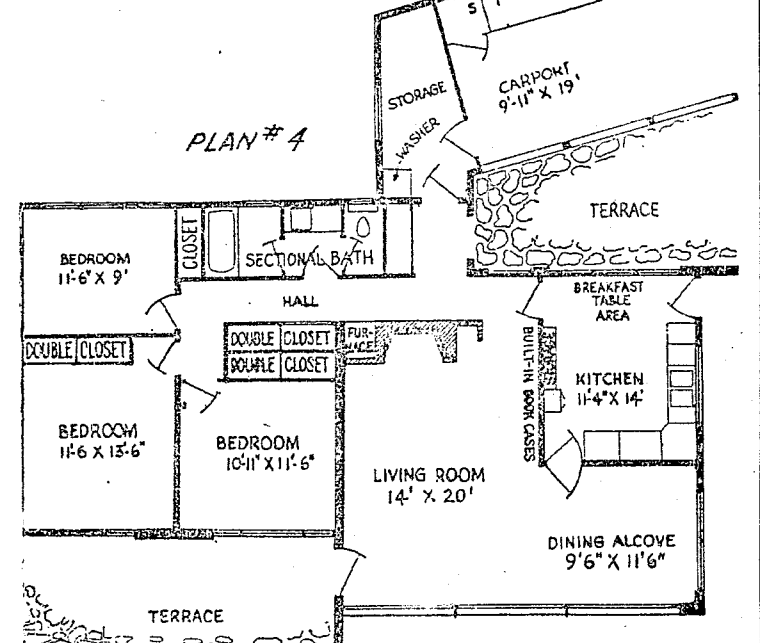 S
CARPORT
9'-11" X 19'
STORAGE
WASHER
PLAN # 4
TERRACE
CLOSET
BEDROOM
11'-6" X 9'
SECTIONAL BATH
HALL
BREAKFAST
TABLE
AREA
DOUBLE CLOSET
DOUBLE CLOSET
DOUBLE CLOSET
FUR-
NACE
BUILT-IN BOOK CASES
KITCHEN
11'-4" X 14'
BEDROOM
11'-6 X 13'-6"
BEDROOM
10'-11" X 11'-6"
LIVING ROOM
14' X 20'
DINING ALCOVE
9'6" X 11'6"
TERRACE